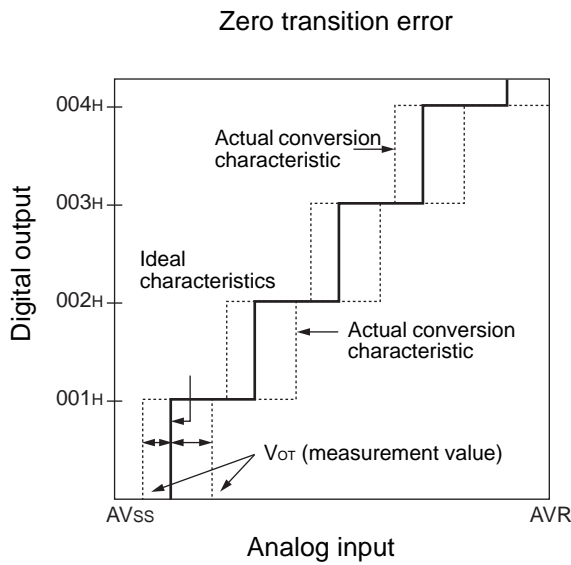 Zero transition error
004H
Actual conversion
characteristic
003H
Ideal
characteristics
Digital output
002H
Actual conversion
characteristic
001H
VOT (measurement value)
AVSS
AVR
Analog input